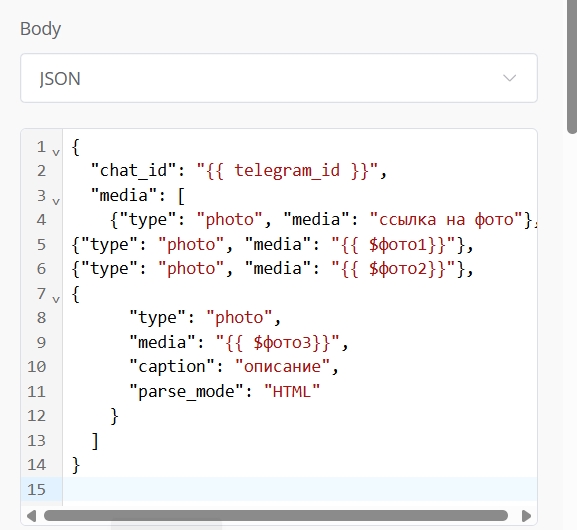 Body
JSON
1 {
2 "chat_id": "{{ telegram_id }}",
3 "media": [
4 {"type": "photo", "media": "ссылка на фото"},
5 {"type": "photo", "media": "{{ $фото1}}"},
6 {"type": "photo", "media": "{{ $фото2}}"},
7 {
8 "type": "photo",
9 "media": "{{ $фото3}}",
10 "caption": "описание",
11 "parse_mode": "HTML"
12 }
13 ]
14 }
15